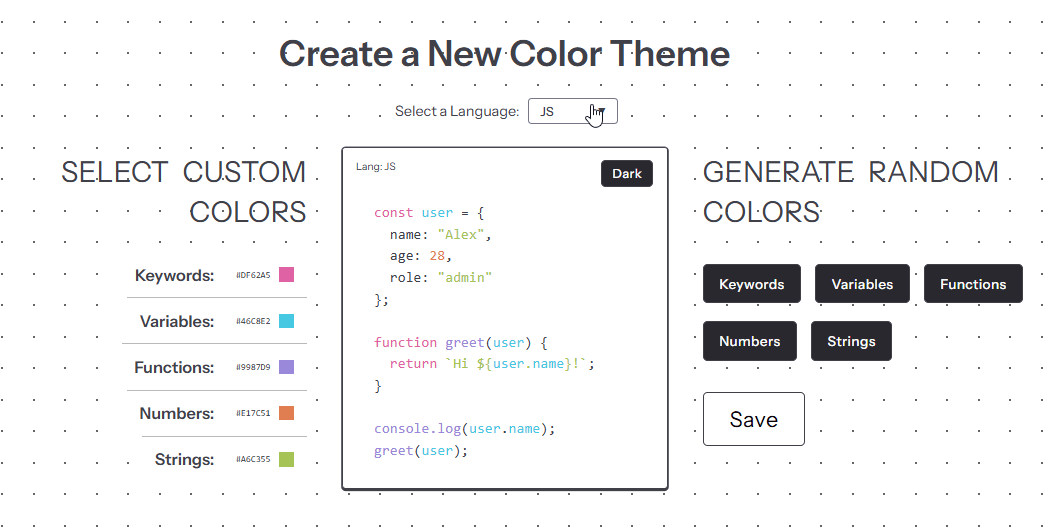 Create a New Color Theme
Select a Language: JS
SELECT CUSTOM
COLORS
Keywords: #DF62A5
Variables: #46C8E2
Functions: #9987D9
Numbers: #E17C51
Strings: #A6C355
Lang: JS
Dark
const user = {
  name: "Alex",
  age: 28,
  role: "admin"
};
function greet(user) {
  return `Hi ${user.name}!`;
}
console.log(user.name);
greet(user);
GENERATE RANDOM
COLORS
Keywords Variables Functions
Numbers Strings
Save